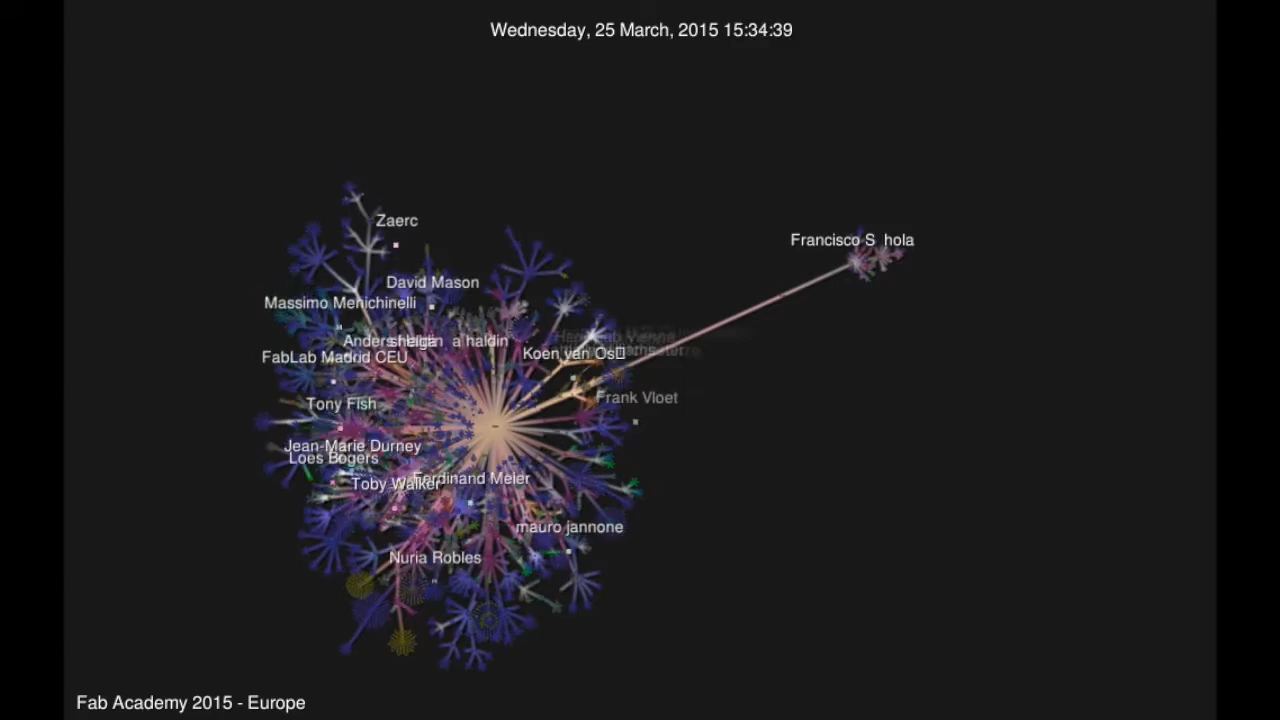 Wednesday, 25 March, 2015 15:34:39
Zaerc
Francisco S hola
David Mason
Massimo Menichinelli
Koen van Os
FabLab Madrid CEU
Frank Vloet
Tony Fish
Jean-Marie Durney
Loes Bogers
Ferdinand Meier
Toby Walker
mauro jannone
Nuria Robles
Fab Academy 2015 - Europe